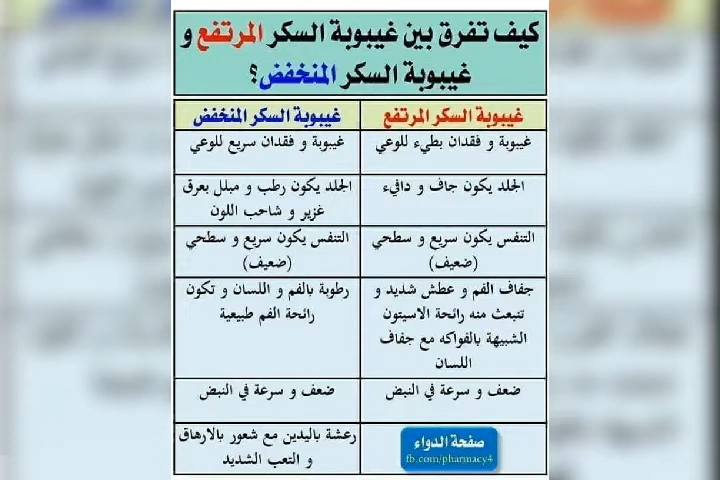 كيف تفرق بين غيبوبة السكر المرتفع و
غيبوبة السكر المنخفض؟
غيبوبة السكر المرتفع
غيبوبة السكر المنخفض
غيبوبة و فقدان بطيء للوعي
غيبوبة و فقدان سريع للوعي
الجلد يكون جاف و دافيء
الجلد يكون رطب و مبلل بعرق
غزير و شاحب اللون
التنفس يكون سريع و سطحي
(ضعيف)
التنفس يكون سريع و سطحي
(ضعيف)
جفاف الفم و عطش شديد و
تنبعث منه رائحة الاسيتون
الشبيهة بالفواكه مع جفاف
اللسان
رطوبة بالفم و اللسان و تكون
رائحة الفم طبيعية
ضعف و سرعة في النبض
ضعف و سرعة في النبض
صفحة الدواء
fb.com/pharmacy4
رعشة باليدين مع شعور بالارهاق
و التعب الشديد